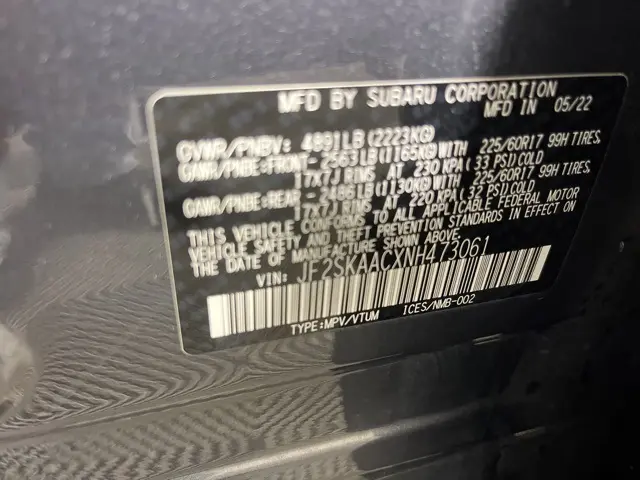 MFD BY SUBARU CORPORATION
MFD IN 05/22
GVWR/PNBV: 4891LB(2223KG)
GAWR/PNBE:FRONT-2563LB(1165KG)WITH 225/60R17 99H TIRES,
17x7J RIMS AT 230 KPA(33 PSI)COLD
GAWR/PNBE:REAR -2486LB(1130KG)WITH 225/60R17 99H TIRES,
17x7J RIMS AT 220 KPA(32 PSI)COLD
THIS VEHICLE CONFORMS TO ALL APPLICABLE FEDERAL MOTOR
VEHICLE SAFETY AND BUMPER STANDARDS IN EFFECT ON
THE DATE OF MANUFACTURE SHOWN ABOVE.
VIN: JF2SKAACXNH473061
TYPE:MPV/VTUM ICES/NMB-002